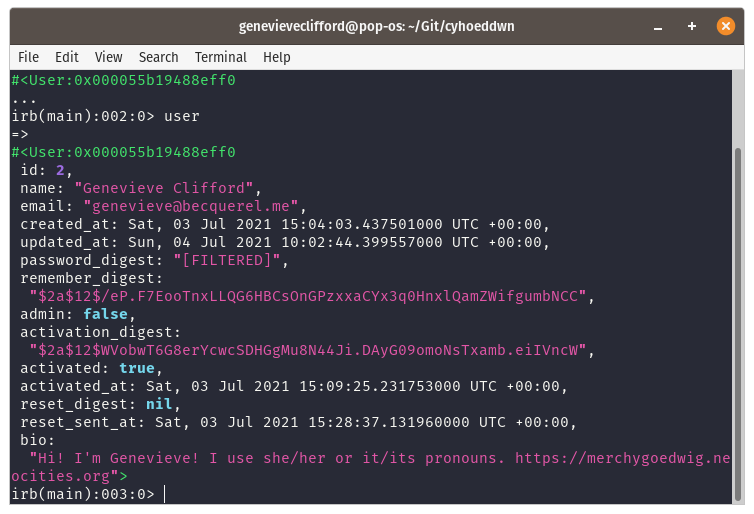 genevieveclifford@pop-os: ~/Git/cyhoeddwn
File Edit View Search Terminal Help
#<User:0x000055b19488eff0
...
irb(main):002:0> user
=>
#<User:0x000055b19488eff0
 id: 2,
 name: "Genevieve Clifford",
 email: "genevieve@becquerel.me",
 created_at: Sat, 03 Jul 2021 15:04:03.437501000 UTC +00:00,
 updated_at: Sun, 04 Jul 2021 10:02:44.399557000 UTC +00:00,
 password_digest: "[FILTERED]",
 remember_digest:
  "$2a$12$/eP.F7EooTnxLLQG6HBCsOnGPzxxaCYx3q0HnxlQamZWifgumbNCC",
 admin: false,
 activation_digest:
  "$2a$12$WVobwT6G8erYcwcSDHGgMu8N44Ji.DAyG09omoNsTxamb.eiIVncW",
 activated: true,
 activated_at: Sat, 03 Jul 2021 15:09:25.231753000 UTC +00:00,
 reset_digest: nil,
 reset_sent_at: Sat, 03 Jul 2021 15:28:37.131960000 UTC +00:00,
 bio:
  "Hi! I'm Genevieve! I use she/her or it/its pronouns. https://merchygoedwig.ne
ocities.org">
irb(main):003:0>